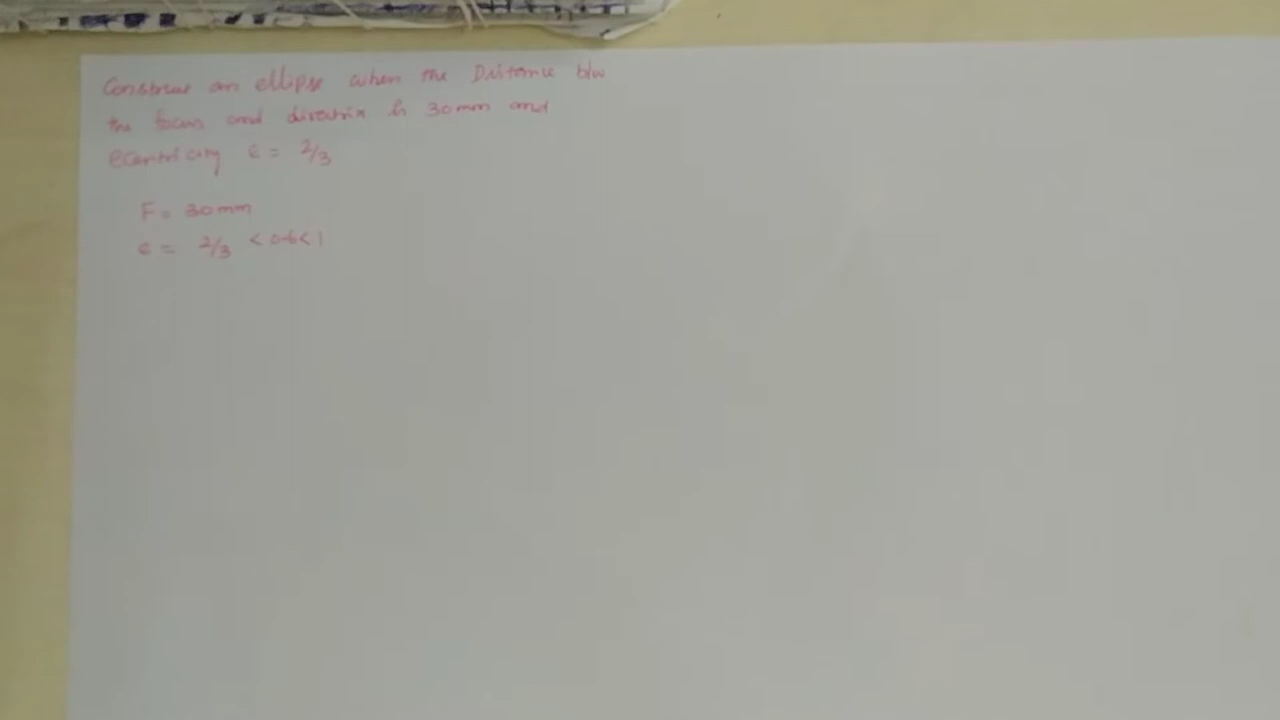 Construct an ellipse when the Distance b/w
the focus and directrix is 30mm and
eccentricity e = 2/3
F = 30mm
e = 2/3 < 0.6 < 1